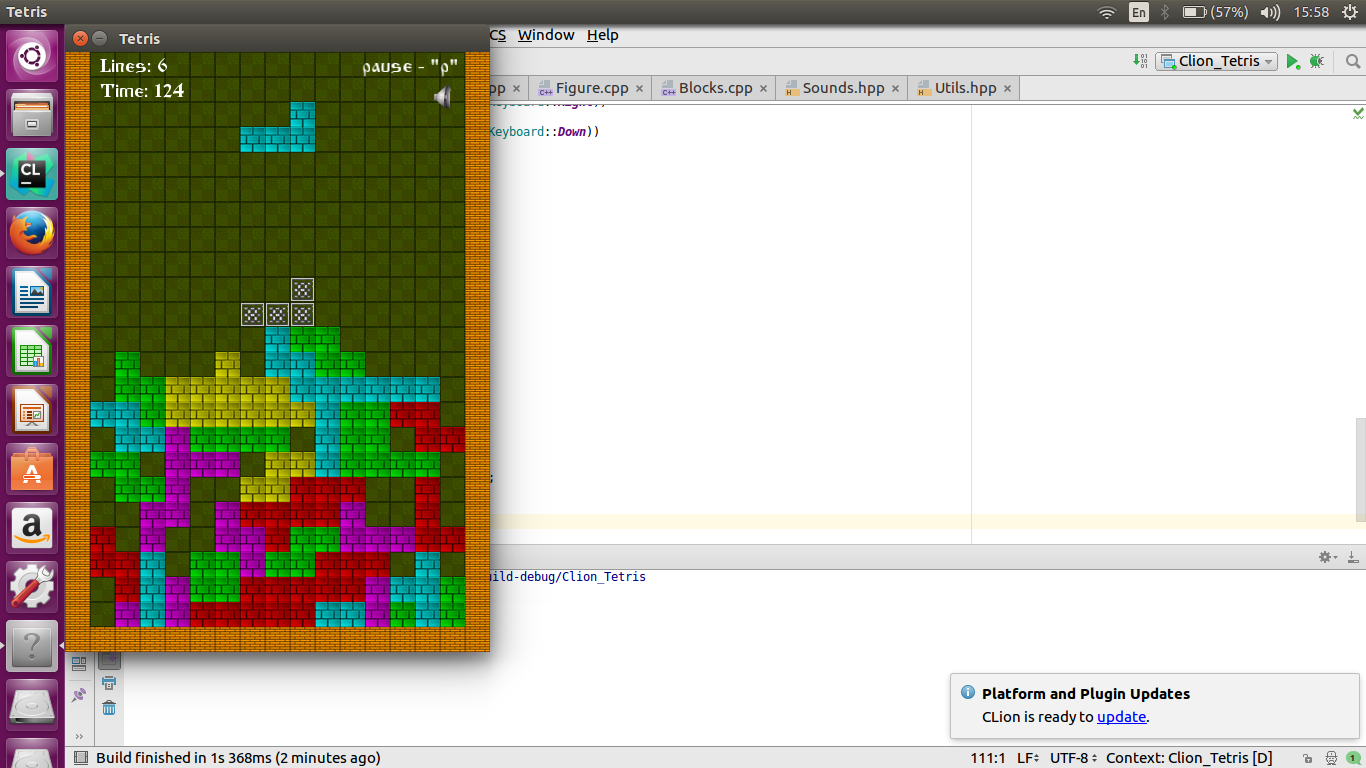 Tetris
En
(57%)
15:58
Tetris
CS Window Help
Lines: 6
pause - "p"
Time: 124
Clion_Tetris
pp
Figure.cpp
Blocks.cpp
Sounds.hpp
Utils.hpp
Keyboard::Down))
;
CL
a
ild-debug/Clion_Tetris
Platform and Plugin Updates
CLion is ready to update.
Build finished in 1s 368ms (2 minutes ago)
111:1 LF UTF-8 Context: Clion_Tetris [D]
1